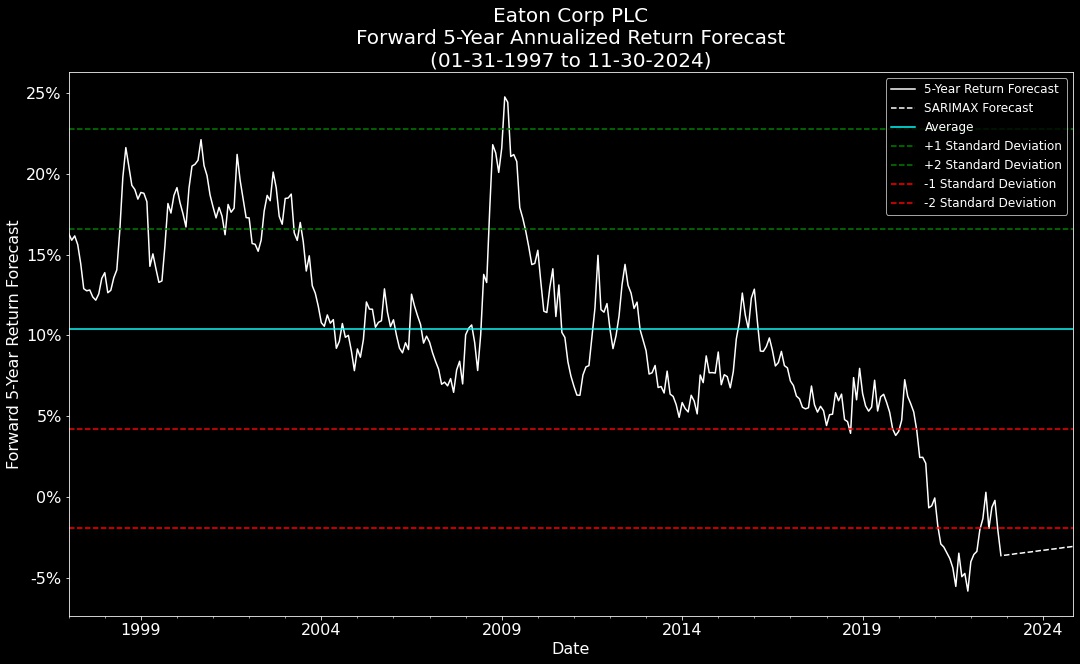 Eaton Corp PLC
Forward 5-Year Annualized Return Forecast
(01-31-1997 to 11-30-2024)
5-Year Return Forecast
SARIMAX Forecast
Average
+1 Standard Deviation
+2 Standard Deviation
-1 Standard Deviation
-2 Standard Deviation
Forward 5-Year Return Forecast
25%
20%
15%
10%
5%
0%
-5%
1999 2004 2009 2014 2019 2024
Date